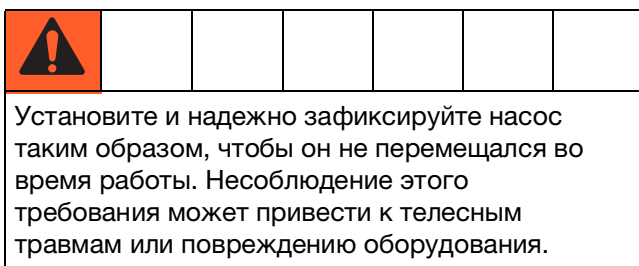 Установите и надежно зафиксируйте насос
таким образом, чтобы он не перемещался во
время работы. Несоблюдение этого
требования может привести к телесным
травмам или повреждению оборудования.